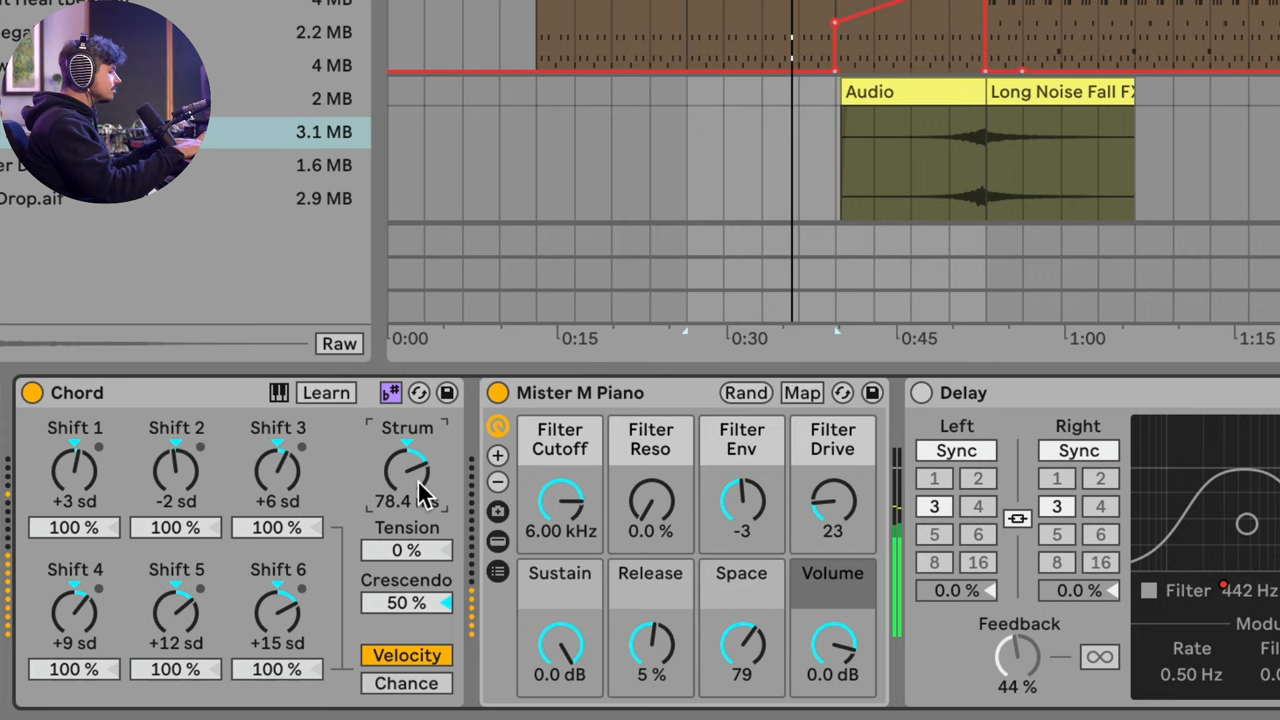 2.2 MB
4 MB
2 MB
3.1 MB
1.6 MB
Drop.aif 2.9 MB
Raw
Audio
Long Noise Fall FX
0:00 0:15 0:30 0:45 1:00 1:15
Chord
Learn
Shift 1 Shift 2 Shift 3 Strum
+3 sd -2 sd +6 sd 78.4
100 % 100 % 100 %
Tension
0 %
Shift 4 Shift 5 Shift 6
Crescendo
50 %
+9 sd +12 sd +15 sd
100 % 100 % 100 %
Velocity
Chance
Mister M Piano
Rand Map
Filter Cutoff
Filter Reso
Filter Env
Filter Drive
6.00 kHz 0.0 % -3 23
Sustain Release Space Volume
0.0 dB 5 % 79 0.0 dB
Delay
Left Right
Sync Sync
1 2 1 2
3 4 3 4
5 6 5 6
8 16 8 16
0.0 % 0.0 %
Feedback
44 %
Filter 442 Hz
Modu
Rate Fil
0.50 Hz 0.